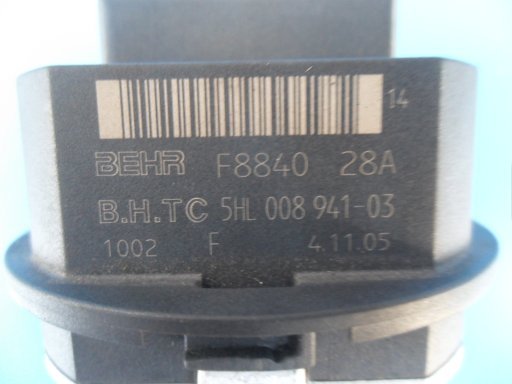 14
BEHR F8840 28A
B.H.TC 5HL 008 941-03
1002 F 4.11.05